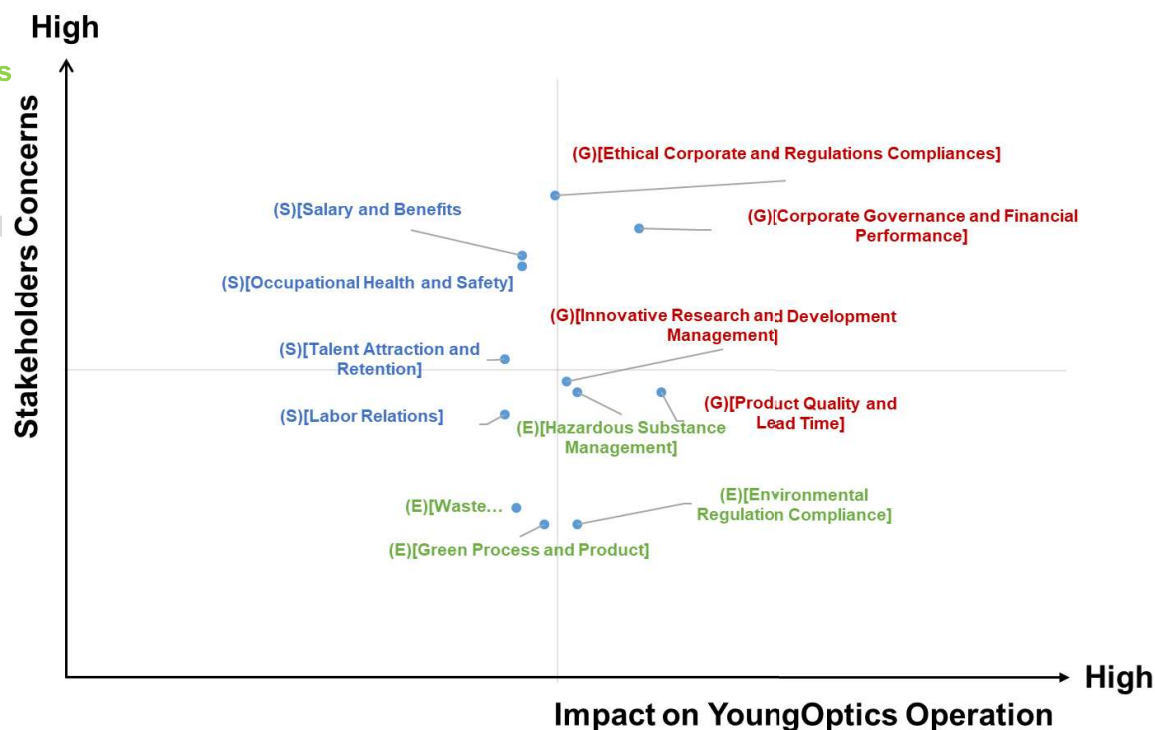 High
s
Stakeholders Concerns
(G)[Ethical Corporate and Regulations Compliances]
(S)[Salary and Benefits
(G)[Corporate Governance and Financial
Performance]
(S)[Occupational Health and Safety]
(G)[Innovative Research and Development
Management]
(S)[Talent Attraction and
Retention]
(G)[Product Quality and
Lead Time]
(S)[Labor Relations]
(E)[Hazardous Substance
Management]
(E)[Waste...
(E)[Environmental
Regulation Compliance]
(E)[Green Process and Product]
High
Impact on YoungOptics Operation